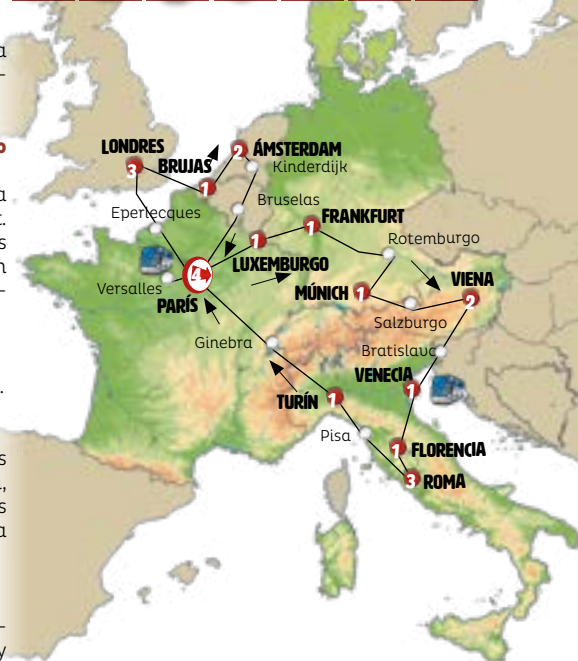 LONDRES
3
BRUJAS
1
2
ÁMSTERDAM
Kinderdijk
Eperlecques
Bruselas
1
FRANKFURT
1
LUXEMBURGO
Rotemburgo
4
Versalles
PARÍS
MÚNICH
1
VIENA
2
Salzburgo
Ginebra
Bratislava
VENECIA
1
TURÍN
1
Pisa
1
FLORENCIA
3
ROMA